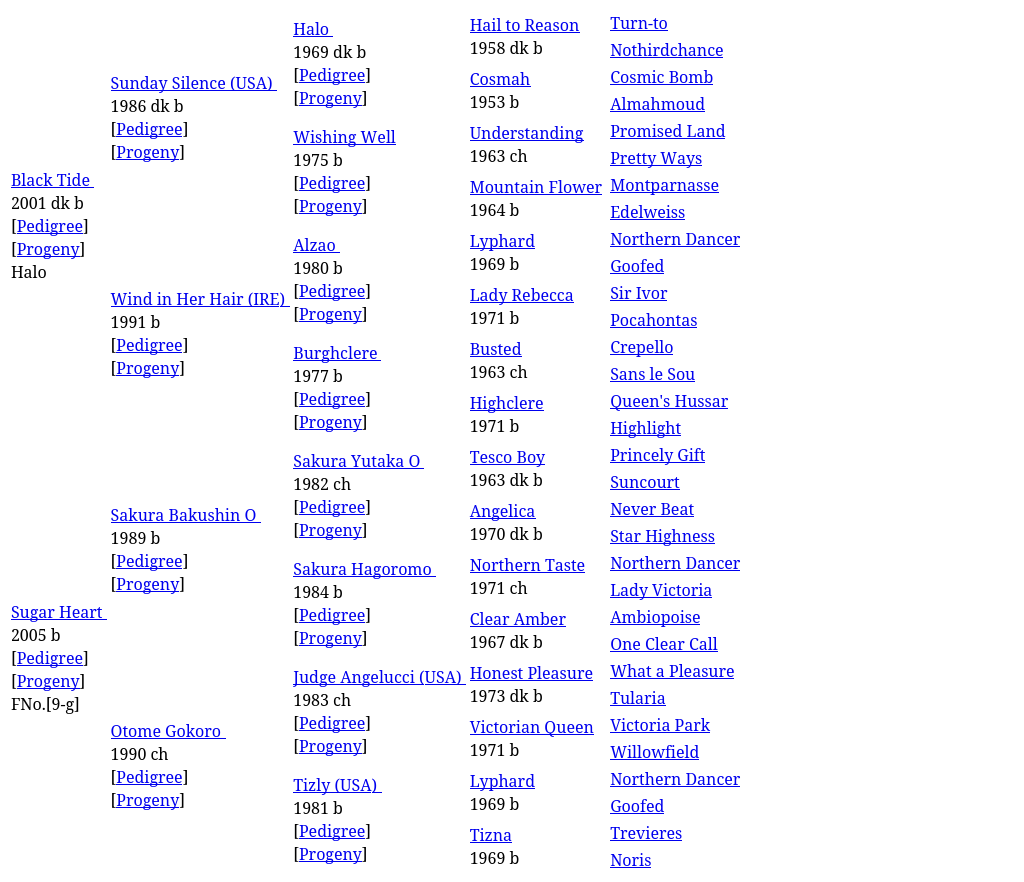 Black Tide
2001 dk b
[Pedigree]
[Progeny]
Halo
Sugar Heart
2005 b
[Pedigree]
[Progeny]
FNo.[9-g]
Sunday Silence (USA)
1986 dk b
[Pedigree]
[Progeny]
Wind in Her Hair (IRE)
1991 b
[Pedigree]
[Progeny]
Sakura Bakushin O
1989 b
[Pedigree]
[Progeny]
Otome Gokoro
1990 ch
[Pedigree]
[Progeny]
Halo
1969 dk b
[Pedigree]
[Progeny]
Wishing Well
1975 b
[Pedigree]
[Progeny]
Alzao
1980 b
[Pedigree]
[Progeny]
Burghclere
1977 b
[Pedigree]
[Progeny]
Sakura Yutaka O
1982 ch
[Pedigree]
[Progeny]
Sakura Hagoromo
1984 b
[Pedigree]
[Progeny]
Judge Angelucci (USA)
1983 ch
[Pedigree]
[Progeny]
Tizly (USA)
1981 b
[Pedigree]
[Progeny]
Hail to Reason
1958 dk b
Cosmah
1953 b
Understanding
1963 ch
Mountain Flower
1964 b
Lyphard
1969 b
Lady Rebecca
1971 b
Busted
1963 ch
Highclere
1971 b
Tesco Boy
1963 dk b
Angelica
1970 dk b
Northern Taste
1971 ch
Clear Amber
1967 dk b
Honest Pleasure
1973 dk b
Victorian Queen
1971 b
Lyphard
1969 b
Tizna
1969 b
Turn-to
Nothirdchance
Cosmic Bomb
Almahmoud
Promised Land
Pretty Ways
Montparnasse
Edelweiss
Northern Dancer
Goofed
Sir Ivor
Pocahontas
Crepello
Sans le Sou
Queen's Hussar
Highlight
Princely Gift
Suncourt
Never Beat
Star Highness
Northern Dancer
Lady Victoria
Ambiopoise
One Clear Call
What a Pleasure
Tularia
Victoria Park
Willowfield
Northern Dancer
Goofed
Trevieres
Noris